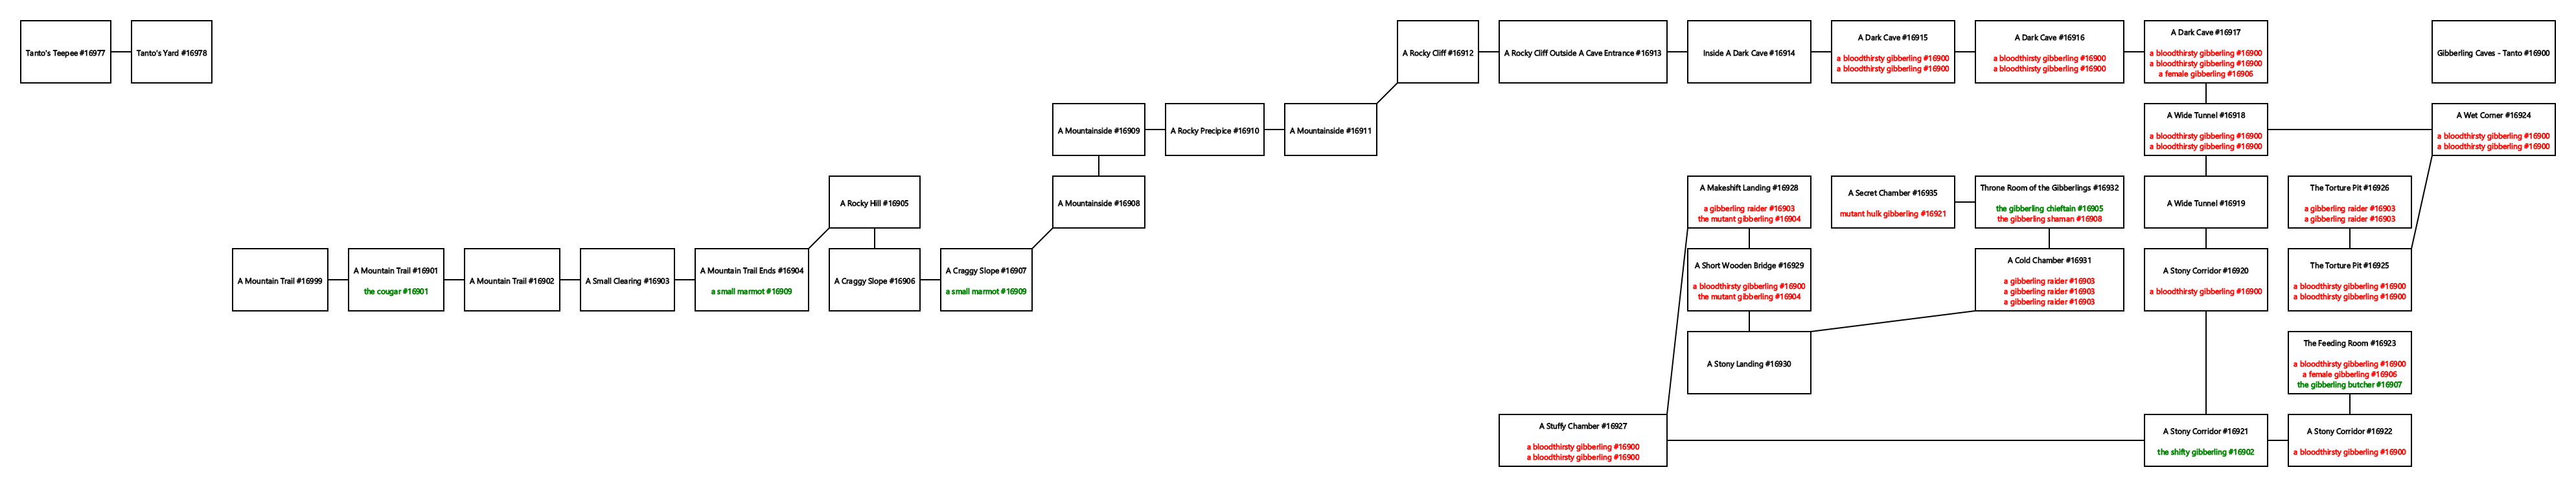 Tanto's Teepee #16977
Tanto's Yard #16978
A Rocky Cliff #16912
A Rocky Cliff Outside A Cave Entrance #16913
Inside A Dark Cave #16914
A Dark Cave #16915
a bloodthirsty gibberling #16900
a bloodthirsty gibberling #16900
A Dark Cave #16916
a bloodthirsty gibberling #16900
a bloodthirsty gibberling #16900
A Dark Cave #16917
a bloodthirsty gibberling #16900
a bloodthirsty gibberling #16900
a female gibberling #16906
Gibberling Caves - Tanto #16900
A Mountainside #16909
A Rocky Precipice #16910
A Mountainside #16911
A Wide Tunnel #16918
a bloodthirsty gibberling #16900
a bloodthirsty gibberling #16900
A Wet Corner #16924
a bloodthirsty gibberling #16900
a bloodthirsty gibberling #16900
A Rocky Hill #16905
A Mountainside #16908
A Makeshift Landing #16928
a gibberling raider #16903
the mutant gibberling #16904
A Secret Chamber #16935
mutant hulk gibberling #16921
Throne Room of the Gibberlings #16932
the gibberling chieftain #16905
the gibberling shaman #16908
A Wide Tunnel #16919
The Torture Pit #16926
a gibberling raider #16903
a gibberling raider #16903
A Mountain Trail #16999
A Mountain Trail #16901
the cougar #16901
A Mountain Trail #16902
A Small Clearing #16903
A Mountain Trail Ends #16904
a small marmot #16909
A Craggy Slope #16906
A Craggy Slope #16907
a small marmot #16909
A Short Wooden Bridge #16929
a bloodthirsty gibberling #16900
the mutant gibberling #16904
A Cold Chamber #16931
a gibberling raider #16903
a gibberling raider #16903
a gibberling raider #16903
A Stony Corridor #16920
a bloodthirsty gibberling #16900
The Torture Pit #16925
a bloodthirsty gibberling #16900
a bloodthirsty gibberling #16900
A Stony Landing #16930
The Feeding Room #16923
a bloodthirsty gibberling #16900
a female gibberling #16906
the gibberling butcher #16907
A Stuffy Chamber #16927
a bloodthirsty gibberling #16900
a bloodthirsty gibberling #16900
A Stony Corridor #16921
the shifty gibberling #16902
A Stony Corridor #16922
a bloodthirsty gibberling #16900